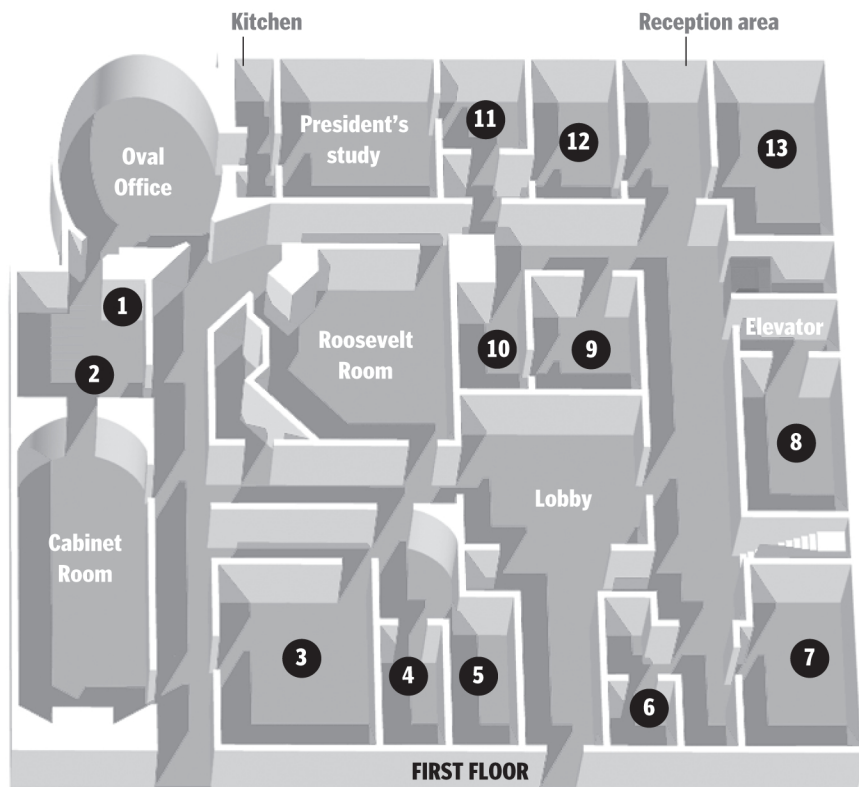 Kitchen
Reception area
Oval
Office
President's
study
11
12
13
1
2
Roosevelt
Room
10
9
Elevator
8
Cabinet
Room
Lobby
3
4
5
6
7
FIRST FLOOR